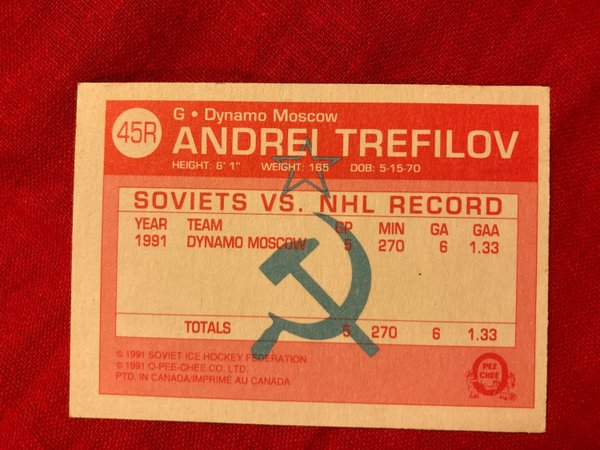 45R
G • Dynamo Moscow
ANDREI TREFILOV
HEIGHT: 6' 1" WEIGHT: 165 DOB: 5-15-70
SOVIETS VS. NHL RECORD
YEAR TEAM GP MIN GA GAA
1991 DYNAMO MOSCOW 5 270 6 1.33
TOTALS 5 270 6 1.33
© 1991 SOVIET ICE HOCKEY FEDERATION
© 1991 O-PEE-CHEE CO. LTD.
PTD. IN CANADA/IMPRIMÉ AU CANADA
O
PEE
CHEE
®